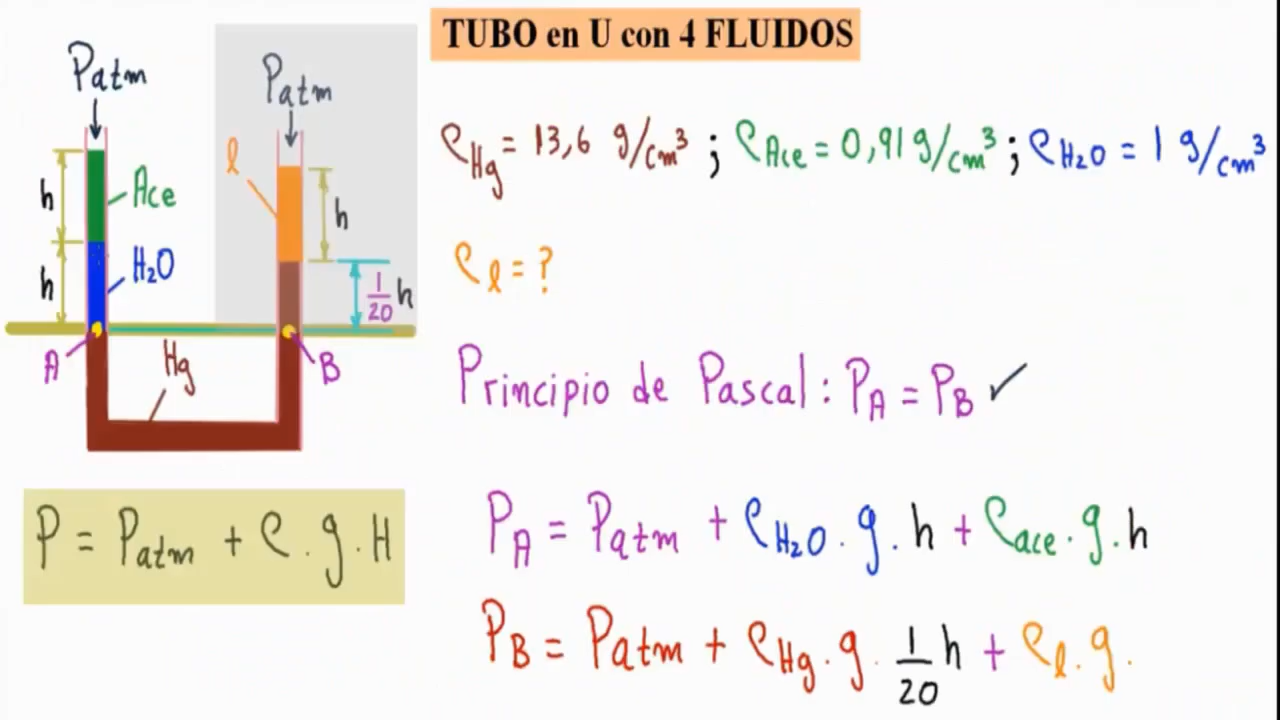 TUBO en U con 4 FLUIDOS
Patm
Patm
ρHg = 13,6 g/cm³ ; ρAce = 0,91 g/cm³ ; ρH₂O = 1 g/cm³
l
h
Ace
h
ρl = ?
h
H₂O
1/20 h
A
Hg
B
Principio de Pascal : PA = PB ✓
P = Patm + ρ . g . H
PA = Patm + ρH₂O . g . h + ρace . g . h
PB = Patm + ρHg . g . 1/20 h + ρl . g .